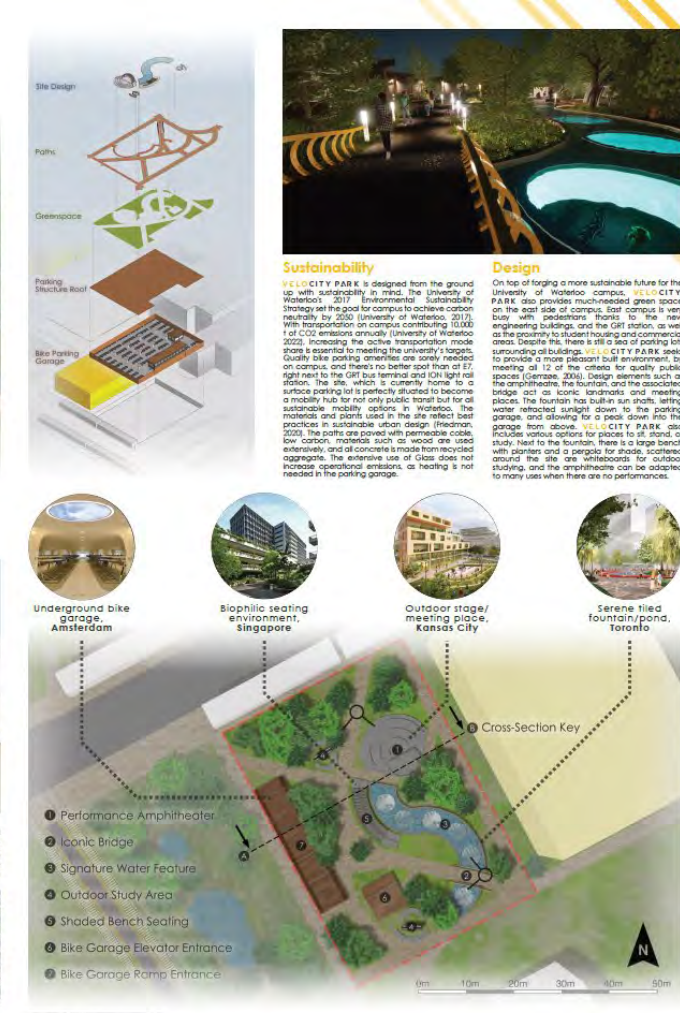 Site Design
Paths
Greenspace
Parking
Structure Roof
Bike Parking
Garage
Sustainability
VELOCITY PARK is designed from the ground
up with sustainability in mind. The University of
Waterloo's 2017 Environmental Sustainability
Strategy set the goal for campus to achieve carbon
neutrality by 2050 (University of Waterloo, 2017).
With transportation on campus contributing 10,000
t of CO2 emissions annually (University of Waterloo
2022), increasing the active transportation mode
share is essential to meeting the university's targets.
Quality bike parking amenities are sorely needed
on campus, and there's no better spot than at E7,
right next to the GRT bus terminal and ION light rail
station. The site, which is currently home to a
surface parking lot is perfectly situated to become
a mobility hub for not only public transit but for all
sustainable mobility options in Waterloo. The
materials and plants used in the site reflect best
practices in sustainable urban design (Friedman,
2020). The paths are paved with permeable coble,
low carbon, materials such as wood are used
extensively, and all concrete is made from recycled
aggregate. The extensive use of Glass does not
increase operational emissions, as heating is not
needed in the parking garage.
Design
On top of forging a more sustainable future for the
University of Waterloo campus, VELOCITY
PARK also provides much-needed green space
on the east side of campus. East campus is very
busy with pedestrians thanks to the new
engineering buildings, and the GRT station, as well
as the proximity to student housing and commercial
areas. Despite this, there is still a sea of parking lots
surrounding all buildings. VELOCITY PARK seeks
to provide a more pleasant built environment, by
meeting all 12 of the criteria for quality public
spaces (Gemzøe, 2006). Design elements such as
the amphitheatre, the fountain, and the associated
bridge act as iconic landmarks and meeting
places. The fountain has built-in sun shafts, letting
water refracted sunlight down to the parking
garage, and allowing for a peak down into the
garage from above. VELOCITY PARK also
includes various options for places to sit, stand, or
study. Next to the fountain, there is a large bench
with planters and a pergola for shade, scattered
around the site are whiteboards for outdoor
studying, and the amphitheatre can be adapted
to many uses when there are no performances.
Underground bike
garage,
Amsterdam
Biophilic seating
environment,
Singapore
Outdoor stage/
meeting place,
Kansas City
Serene tiled
fountain/pond,
Toronto
B Cross-Section Key
1
4
3
5
7
A
2
6
4
1 Performance Amphitheater
2 Iconic Bridge
3 Signature Water Feature
4 Outdoor Study Area
5 Shaded Bench Seating
6 Bike Garage Elevator Entrance
7 Bike Garage Ramp Entrance
N
0m 10m 20m 30m 40m 50m